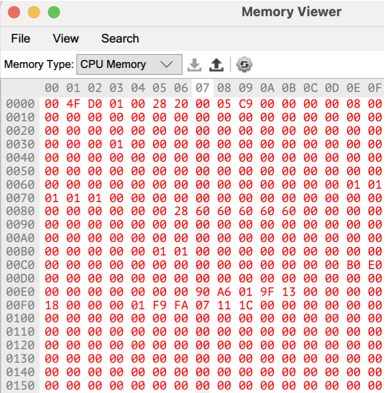 Memory Viewer
File View Search
Memory Type: CPU Memory
00 01 02 03 04 05 06 07 08 09 0A 0B 0C 0D 0E 0F
0000 00 4F D0 01 00 28 20 00 05 C9 00 00 00 00 08 00
0010 00 00 00 00 00 00 00 00 00 00 00 00 00 00 00 00
0020 00 00 00 00 00 00 00 00 00 00 00 00 00 00 00 00
0030 00 00 00 01 00 00 00 00 00 00 00 00 00 00 00 00
0040 00 00 00 00 00 00 00 00 00 00 00 00 00 00 00 00
0050 00 00 00 00 00 00 00 00 00 00 00 00 00 00 00 00
0060 00 00 00 00 00 00 00 00 00 00 00 00 00 00 01 01
0070 01 01 01 00 00 00 00 00 00 00 00 00 00 00 00 00
0080 00 00 00 00 00 00 28 60 60 60 60 60 00 00 00 00
0090 00 00 00 00 00 00 00 00 00 00 00 00 00 00 00 00
00A0 00 00 00 00 00 00 00 00 00 00 00 00 00 00 00 00
00B0 00 00 00 00 00 01 01 00 00 00 00 00 00 00 00 00
00C0 00 00 00 00 00 00 00 00 00 00 00 00 00 00 B0 E0
00D0 00 00 00 00 00 00 00 00 00 00 00 00 00 00 00 00
00E0 00 00 00 00 00 00 00 90 A6 01 9F 13 00 00 00 00
00F0 18 00 00 00 01 F9 FA 07 11 1C 00 00 00 00 00 00
0100 00 00 00 00 00 00 00 00 00 00 00 00 00 00 00 00
0110 00 00 00 00 00 00 00 00 00 00 00 00 00 00 00 00
0120 00 00 00 00 00 00 00 00 00 00 00 00 00 00 00 00
0130 00 00 00 00 00 00 00 00 00 00 00 00 00 00 00 00
0140 00 00 00 00 00 00 00 00 00 00 00 00 00 00 00 00
0150 00 00 00 00 00 00 00 00 00 00 00 00 00 00 00 00